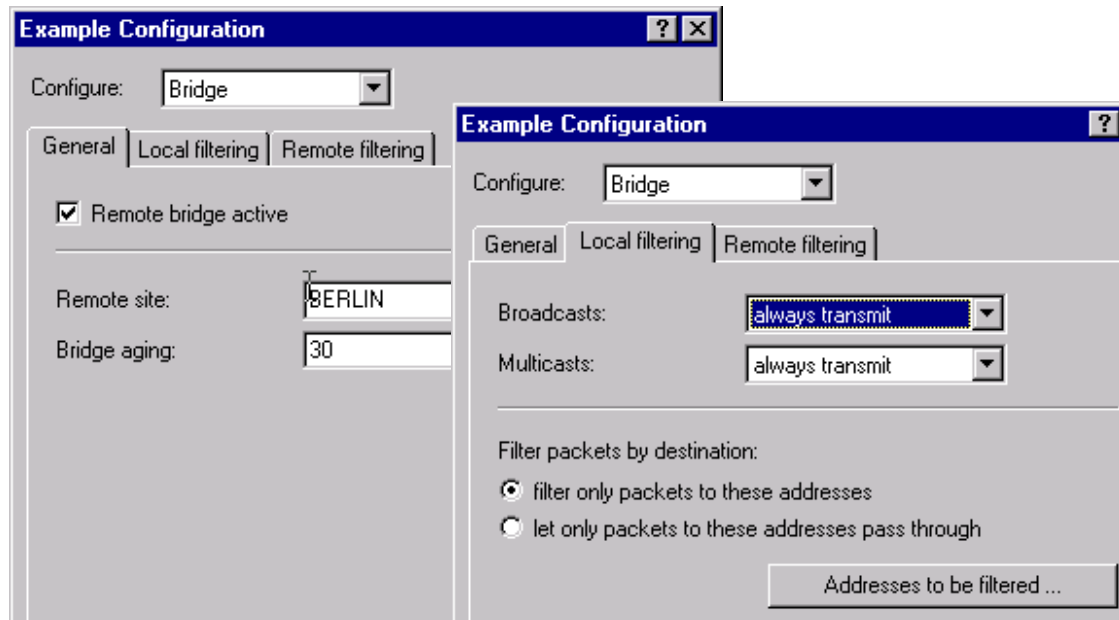 Example Configuration
?
Configure: Bridge
General Local filtering Remote filtering
Remote bridge active
Remote site: BERLIN
Bridge aging: 30
Example Configuration
?
Configure: Bridge
General Local filtering Remote filtering
Broadcasts: always transmit
Multicasts: always transmit
Filter packets by destination:
filter only packets to these addresses
let only packets to these addresses pass through
Addresses to be filtered ...